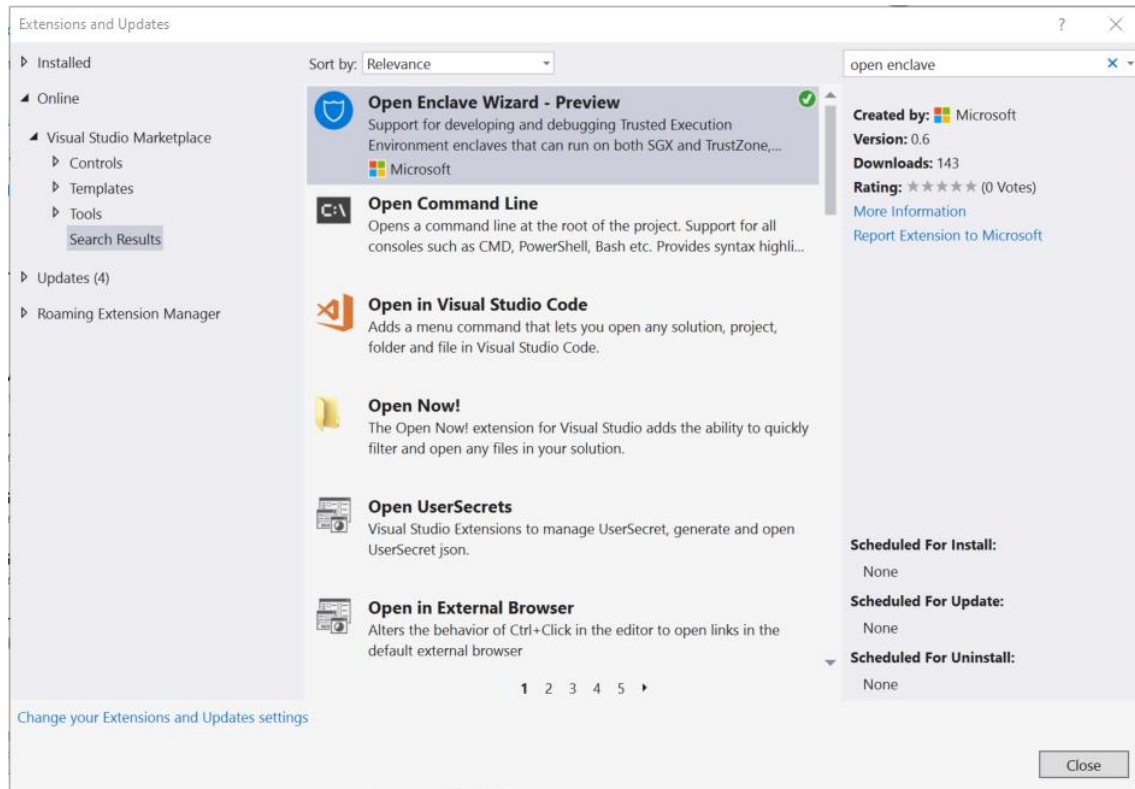 Extensions and Updates
?
Installed
Online
Visual Studio Marketplace
Controls
Templates
Tools
Search Results
Updates (4)
Roaming Extension Manager
Sort by: Relevance
Open Enclave Wizard - Preview
Support for developing and debugging Trusted Execution
Environment enclaves that can run on both SGX and TrustZone,...
Microsoft
C:\
Open Command Line
Opens a command line at the root of the project. Support for all
consoles such as CMD, PowerShell, Bash etc. Provides syntax highli...
Open in Visual Studio Code
Adds a menu command that lets you open any solution, project,
folder and file in Visual Studio Code.
Open Now!
The Open Now! extension for Visual Studio adds the ability to quickly
filter and open any files in your solution.
Open UserSecrets
Visual Studio Extensions to manage UserSecret, generate and open
UserSecret json.
Open in External Browser
Alters the behavior of Ctrl+Click in the editor to open links in the
default external browser
1 2 3 4 5
open enclave
Created by: Microsoft
Version: 0.6
Downloads: 143
Rating: (0 Votes)
More Information
Report Extension to Microsoft
Scheduled For Install:
None
Scheduled For Update:
None
Scheduled For Uninstall:
None
Change your Extensions and Updates settings
Close